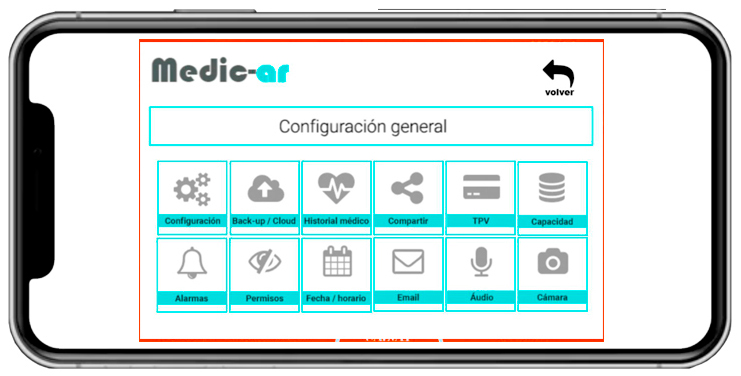 Medic-ar
volver
Configuración general
Configuración
Back-up / Cloud
Historial médico
Compartir
TPV
Capacidad
Alarmas
Permisos
Fecha / horario
Email
Áudio
Cámara